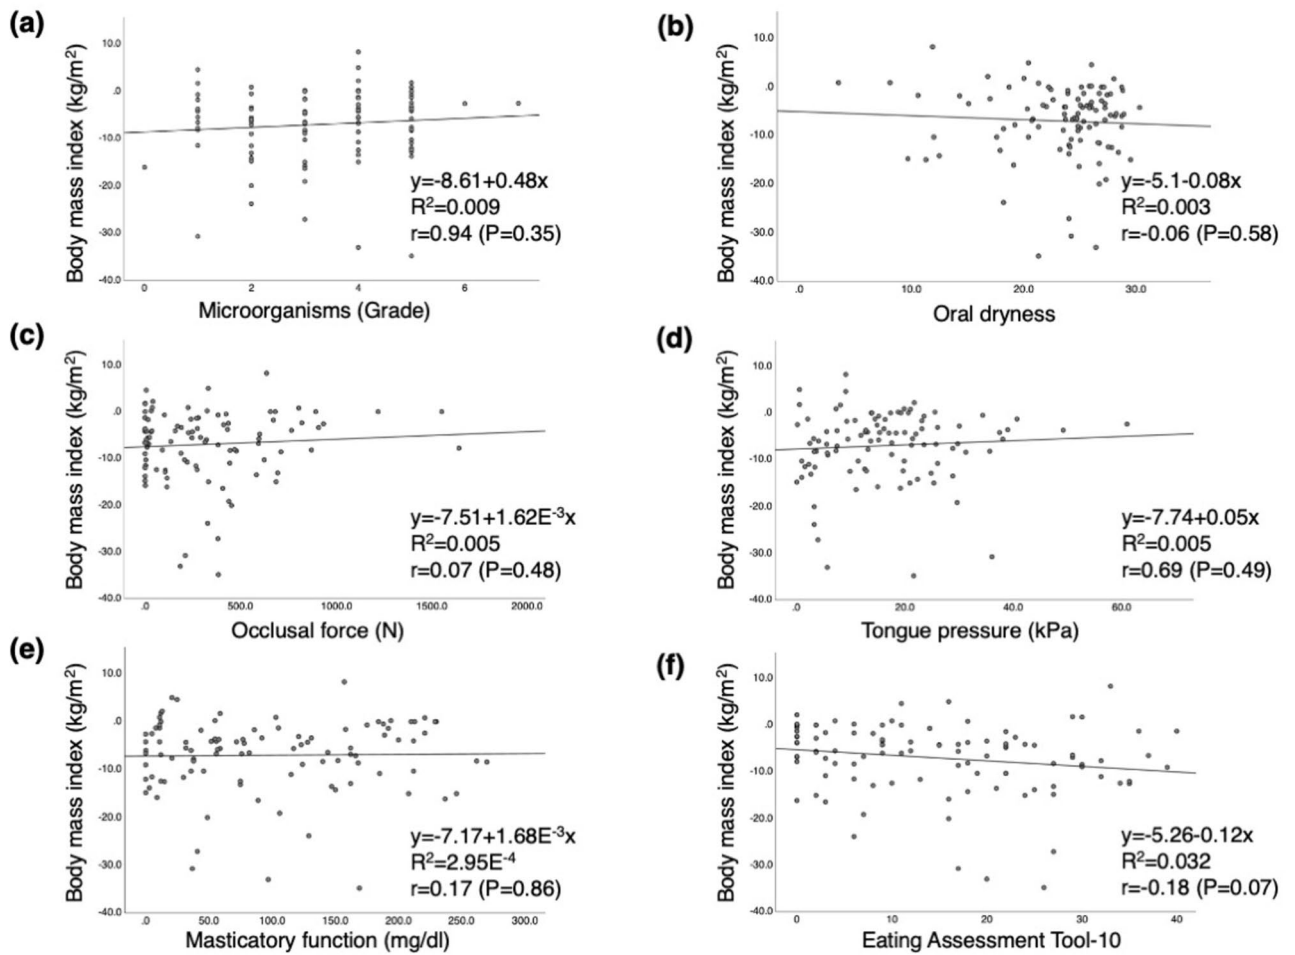 (a)
Body mass index (kg/m²)
10.0
.0
-10.0
-20.0
-30.0
-40.0
0 2 4 6
Microorganisms (Grade)
y=-8.61+0.48x
R²=0.009
r=0.94 (P=0.35)
(b)
Body mass index (kg/m²)
10.0
.0
-10.0
-20.0
-30.0
-40.0
.0 10.0 20.0 30.0
Oral dryness
y=-5.1-0.08x
R²=0.003
r=-0.06 (P=0.58)
(c)
Body mass index (kg/m²)
10.0
.0
-10.0
-20.0
-30.0
-40.0
.0 500.0 1000.0 1500.0 2000.0
Occlusal force (N)
y=-7.51+1.62E⁻³x
R²=0.005
r=0.07 (P=0.48)
(d)
Body mass index (kg/m²)
10.0
.0
-10.0
-20.0
-30.0
-40.0
.0 20.0 40.0 60.0
Tongue pressure (kPa)
y=-7.74+0.05x
R²=0.005
r=0.69 (P=0.49)
(e)
Body mass index (kg/m²)
10.0
.0
-10.0
-20.0
-30.0
-40.0
.0 50.0 100.0 150.0 200.0 250.0 300.0
Masticatory function (mg/dl)
y=-7.17+1.68E⁻³x
R²=2.95E⁻⁴
r=0.17 (P=0.86)
(f)
Body mass index (kg/m²)
10.0
.0
-10.0
-20.0
-30.0
-40.0
0 10 20 30 40
Eating Assessment Tool-10
y=-5.26-0.12x
R²=0.032
r=-0.18 (P=0.07)